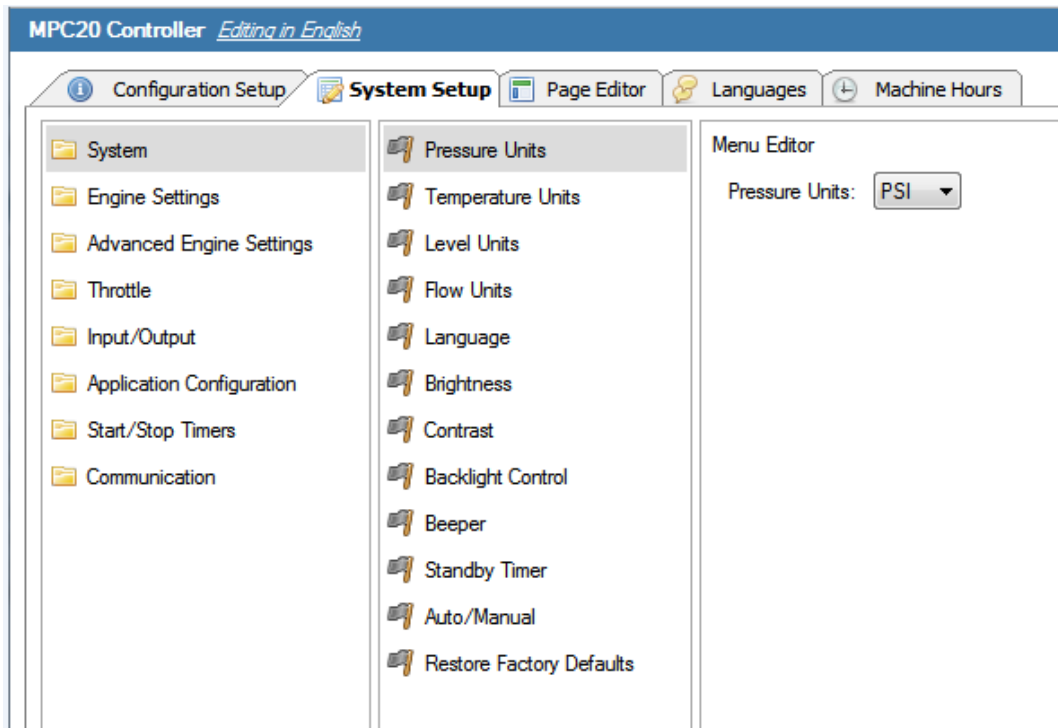 MPC20 Controller Editing in English
Configuration Setup System Setup Page Editor Languages Machine Hours
System
Engine Settings
Advanced Engine Settings
Throttle
Input/Output
Application Configuration
Start/Stop Timers
Communication
Pressure Units
Temperature Units
Level Units
Flow Units
Language
Brightness
Contrast
Backlight Control
Beeper
Standby Timer
Auto/Manual
Restore Factory Defaults
Menu Editor
Pressure Units: PSI